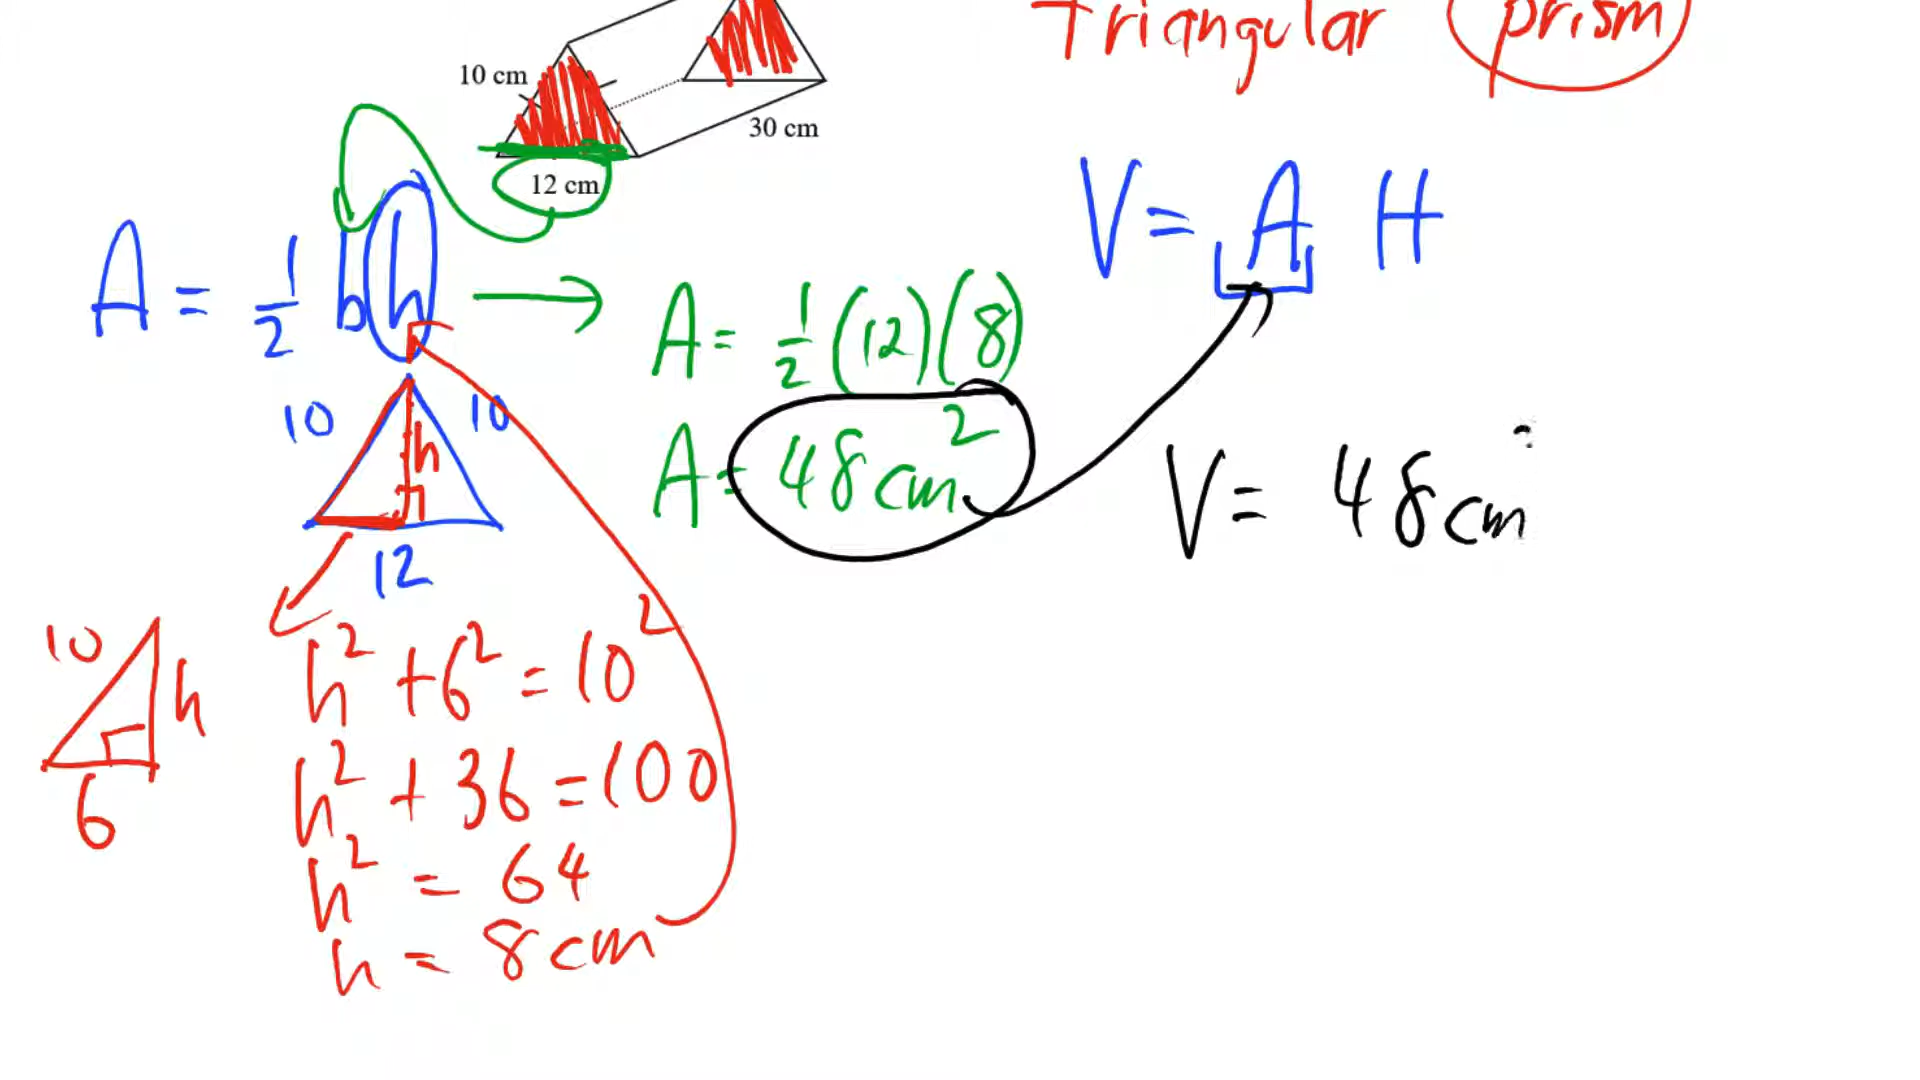 Triangular prism
10 cm
30 cm
12 cm
V = A H
A = 1/2 b h
A = 1/2 (12)(8)
A = 48 cm²
10
10
h
12
V = 48 cm
10
h
6
h² + 6² = 10²
h² + 36 = 100
h² = 64
h = 8 cm